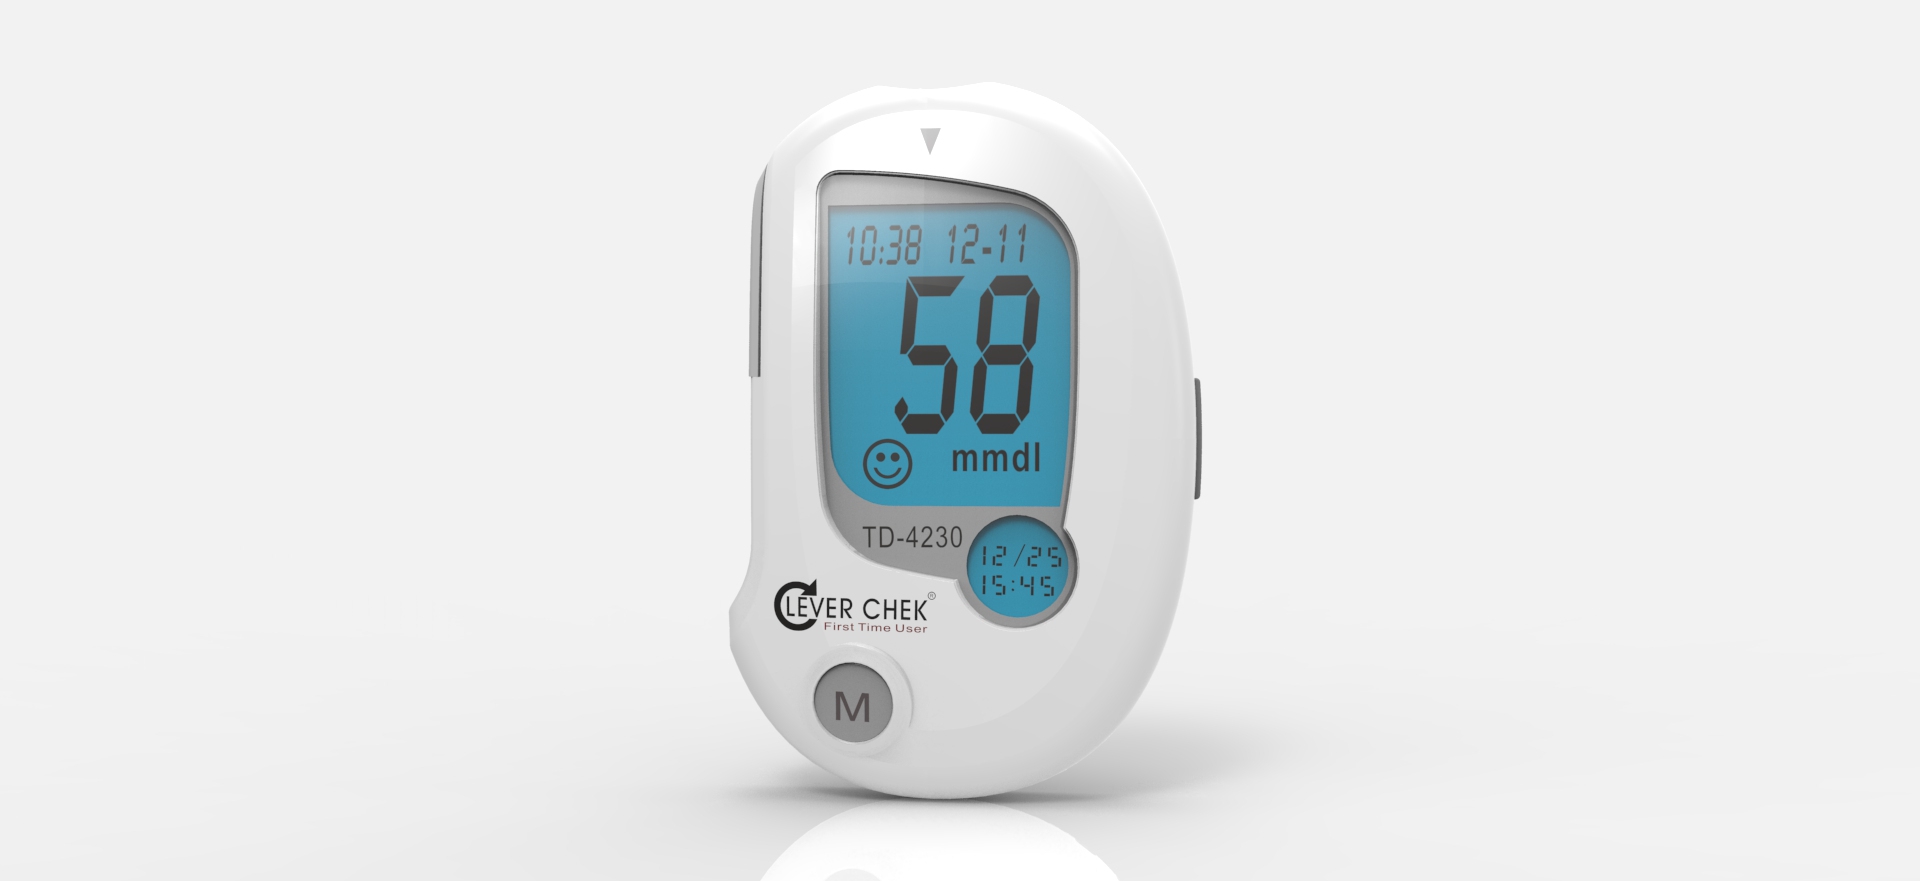 10:38 12-11
58
mmdl
TD-4230
12/25
15:45
CLEVER CHEK®
First Time User
M